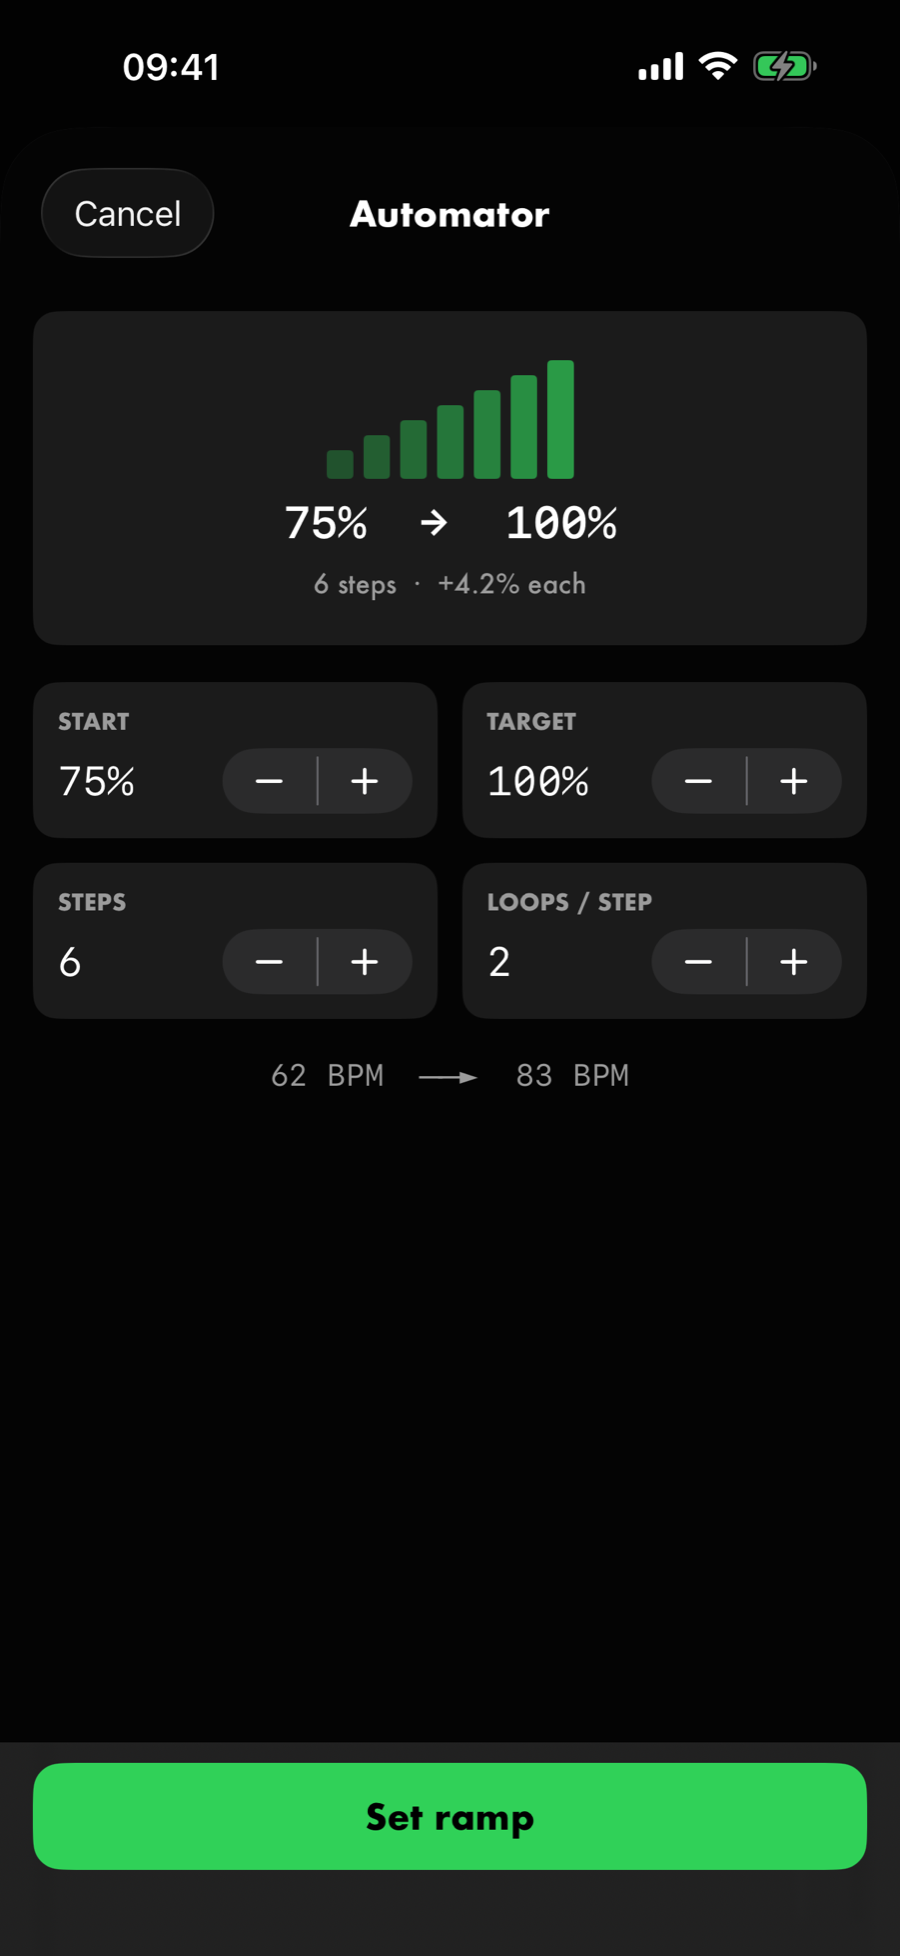 09:41
Cancel
Automator
75% → 100%
6 steps · +4.2% each
START
75% − +
TARGET
100% − +
STEPS
6 − +
LOOPS / STEP
2 − +
62 BPM → 83 BPM
Set ramp